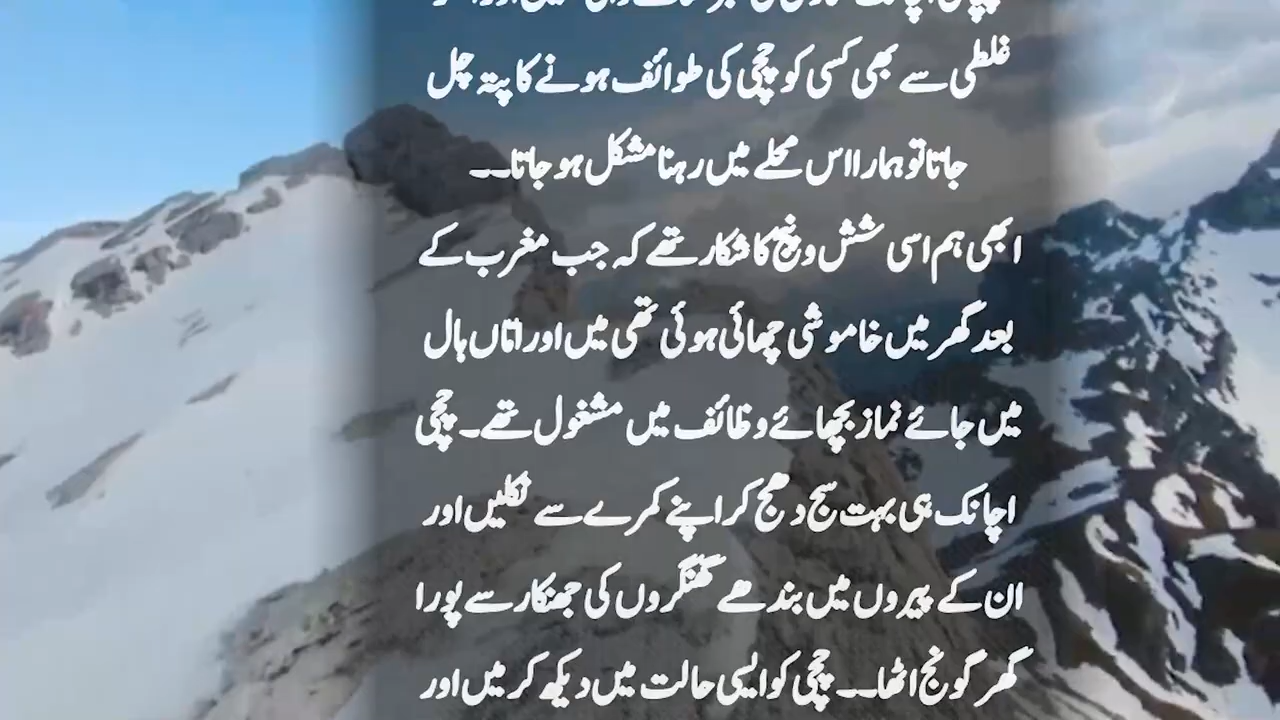 غلطی سے بھی کسی کو چچی کی طوائف ہونے کا پتہ چل
جاتا تو ہمارا اس محلے میں رہنا مشکل ہو جاتا۔۔
ابھی ہم اسی شش و پنج کا شکار تھے کہ جب مغرب کے
بعد گھر میں خاموشی چھائی ہوئی تھی میں اور اماں ہال
میں جائے نماز بچھائے وظائف میں مشغول تھے۔ چچی
اچانک ہی بہت سج دھج کر اپنے کمرے سے نکلیں اور
ان کے پیروں میں بندھے گھنگروں کی جھنکار سے پورا
گھر گونج اٹھا۔۔ چچی کو ایسی حالت میں دیکھ کر میں اور